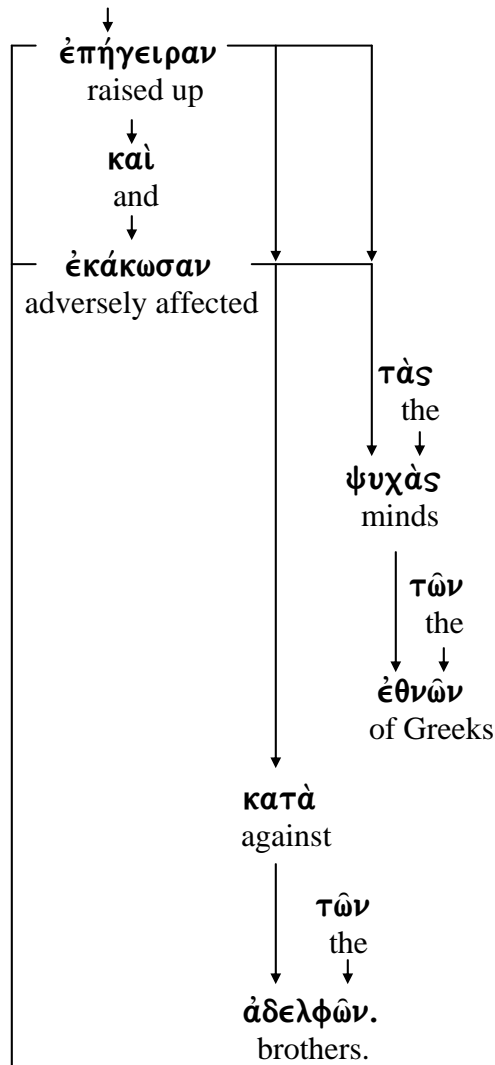 ἐπήγειραν
raised up
καὶ
and
ἐκάκωσαν
adversely affected
τὰς
the
ψυχὰς
minds
τῶν
the
ἐθνῶν
of Greeks
κατὰ
against
τῶν
the
ἀδελφῶν.
brothers.